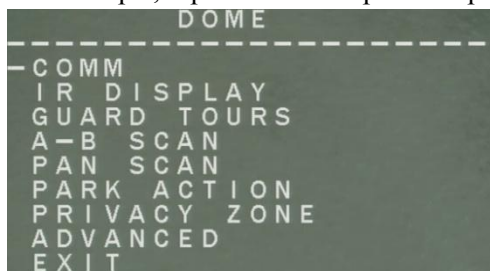 DOME
-COMM
IR DISPLAY
GUARD TOURS
A-B SCAN
PAN SCAN
PARK ACTION
PRIVACY ZONE
ADVANCED
EXIT